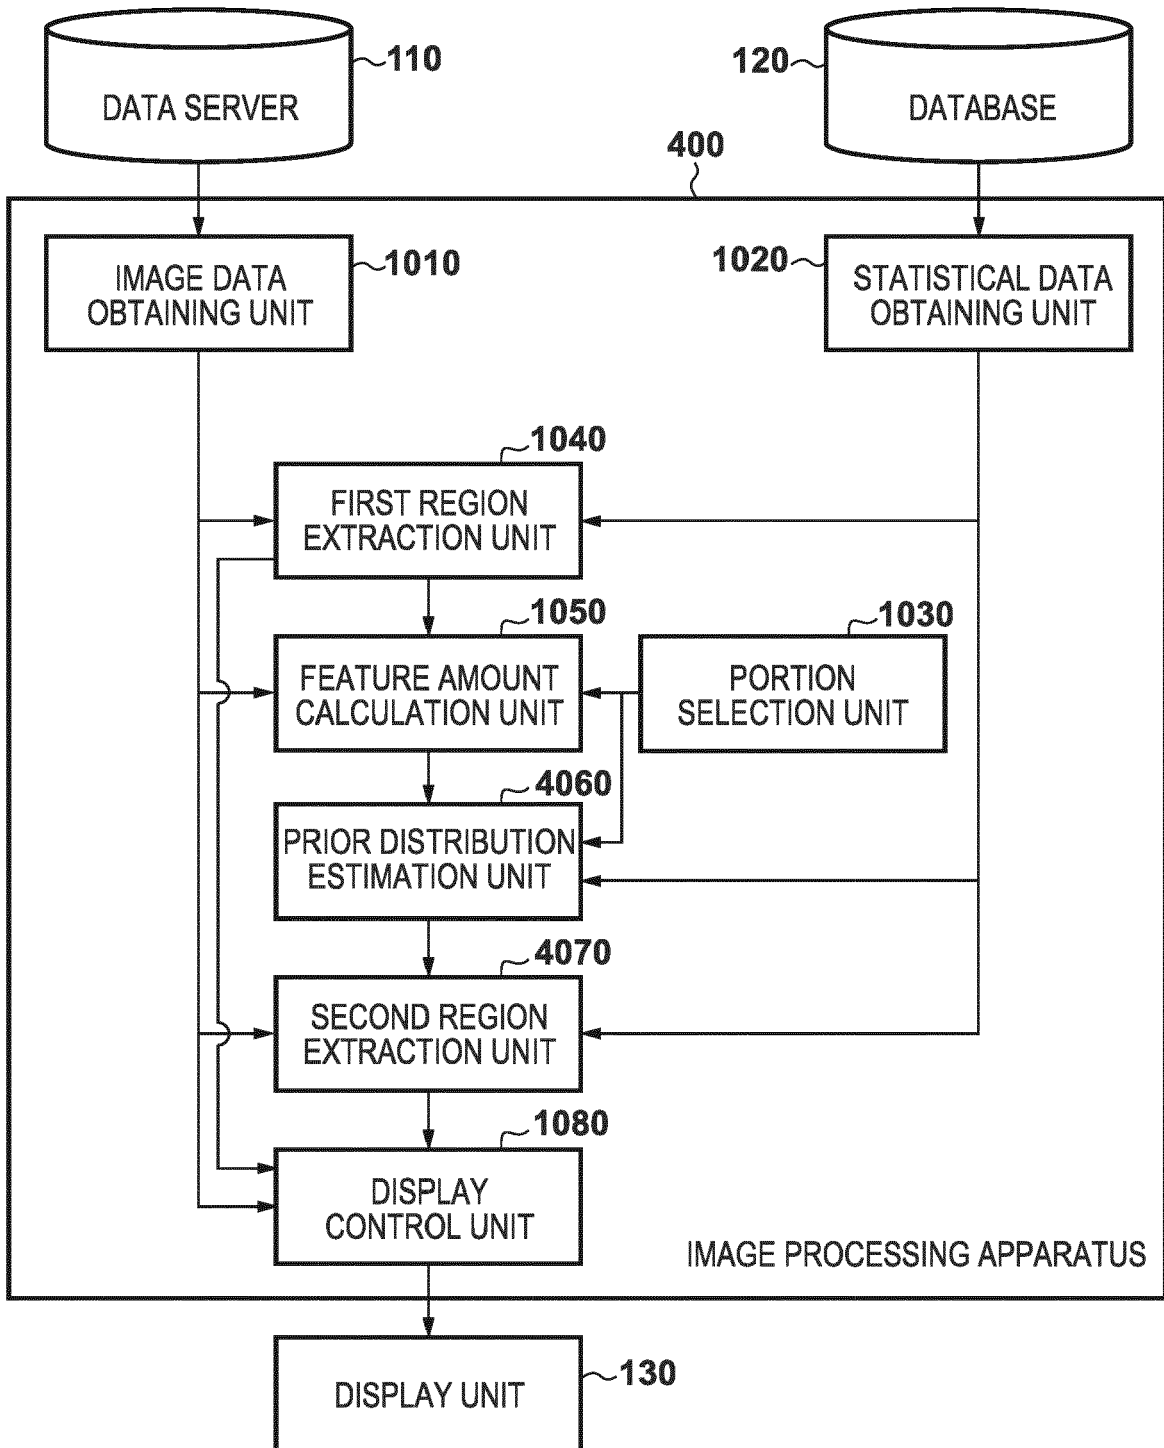 110
DATA SERVER
120
DATABASE
400
IMAGE DATA
OBTAINING UNIT
1010
1020
STATISTICAL DATA
OBTAINING UNIT
1040
FIRST REGION
EXTRACTION UNIT
1050
FEATURE AMOUNT
CALCULATION UNIT
1030
PORTION
SELECTION UNIT
4060
PRIOR DISTRIBUTION
ESTIMATION UNIT
4070
SECOND REGION
EXTRACTION UNIT
1080
DISPLAY
CONTROL UNIT
IMAGE PROCESSING APPARATUS
DISPLAY UNIT
130